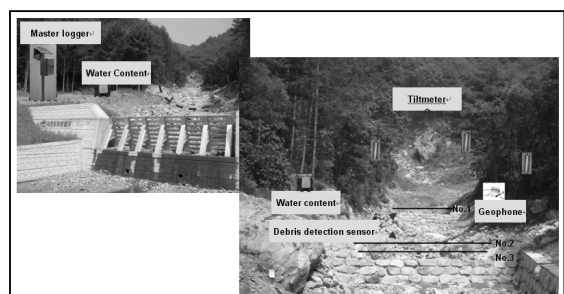 Master logger
Water Content
Tiltmeter
Water content
No.1
Geophone
Debris detection sensor
No.2
No.3